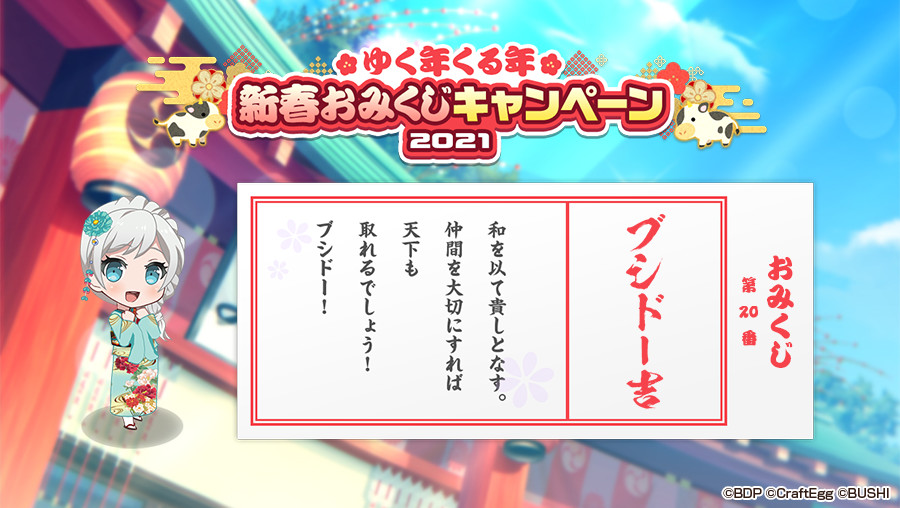 ゆく年くる年
新春おみくじキャンペーン
2021
おみくじ
第20番
ブシドー吉
和を以て貴しとなす。
仲間を大切にすれば
天下も
取れるでしょう!
ブシドー!
©BDP ©CraftEgg ©BUSHI